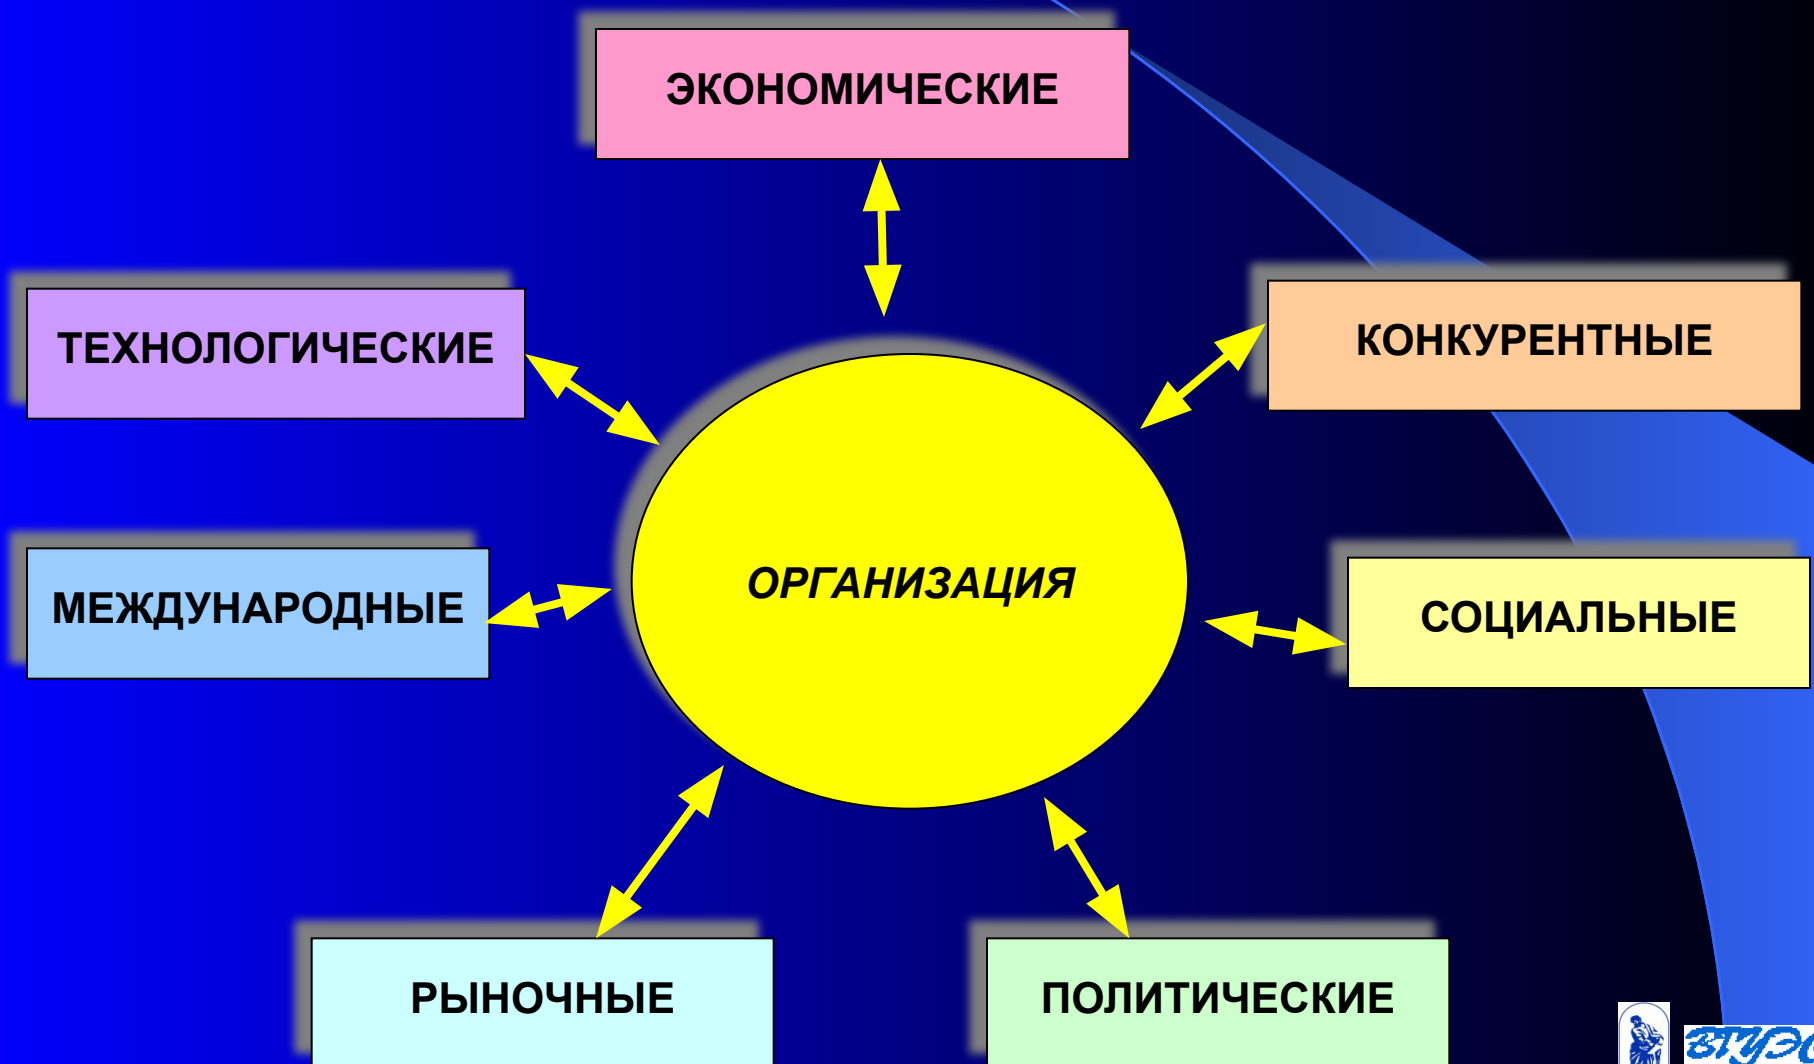 ЭКОНОМИЧЕСКИЕ
ТЕХНОЛОГИЧЕСКИЕ
КОНКУРЕНТНЫЕ
ОРГАНИЗАЦИЯ
МЕЖДУНАРОДНЫЕ
СОЦИАЛЬНЫЕ
РЫНОЧНЫЕ
ПОЛИТИЧЕСКИЕ